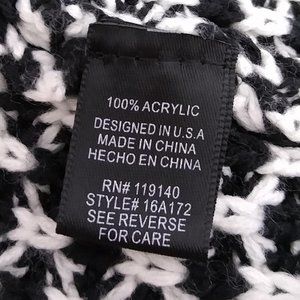 100% ACRYLIC
DESIGNED IN U.S.A
MADE IN CHINA
HECHO EN CHINA
RN# 119140
STYLE# 16A172
SEE REVERSE
FOR CARE